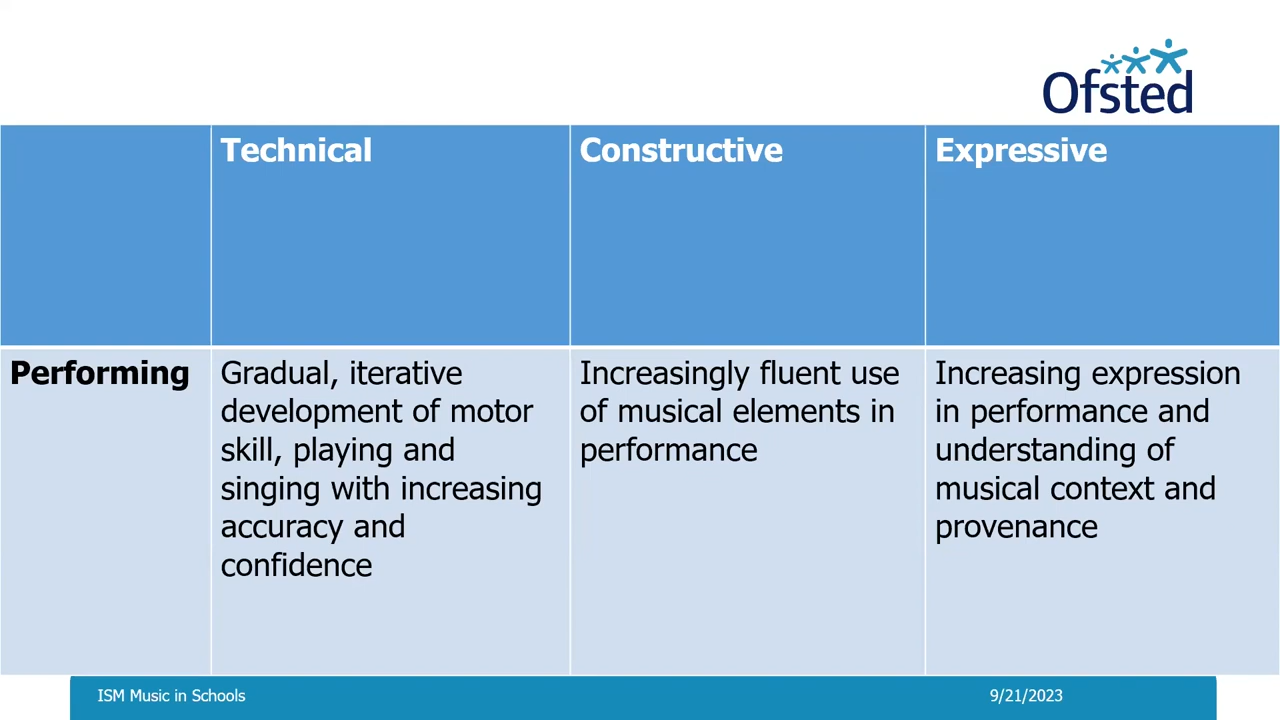 Ofsted
Technical
Constructive
Expressive
Performing
Gradual, iterative
development of motor
skill, playing and
singing with increasing
accuracy and
confidence
Increasingly fluent use
of musical elements in
performance
Increasing expression
in performance and
understanding of
musical context and
provenance
ISM Music in Schools
9/21/2023